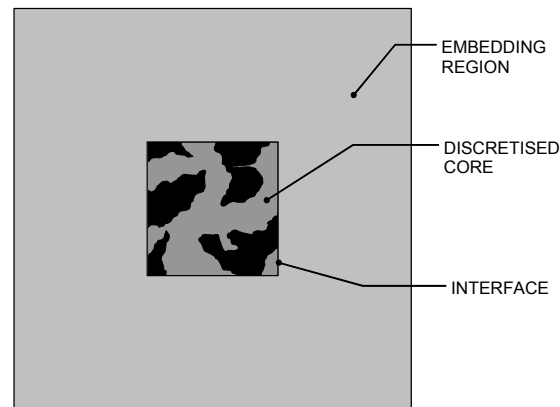 EMBEDDING
REGION
DISCRETISED
CORE
INTERFACE